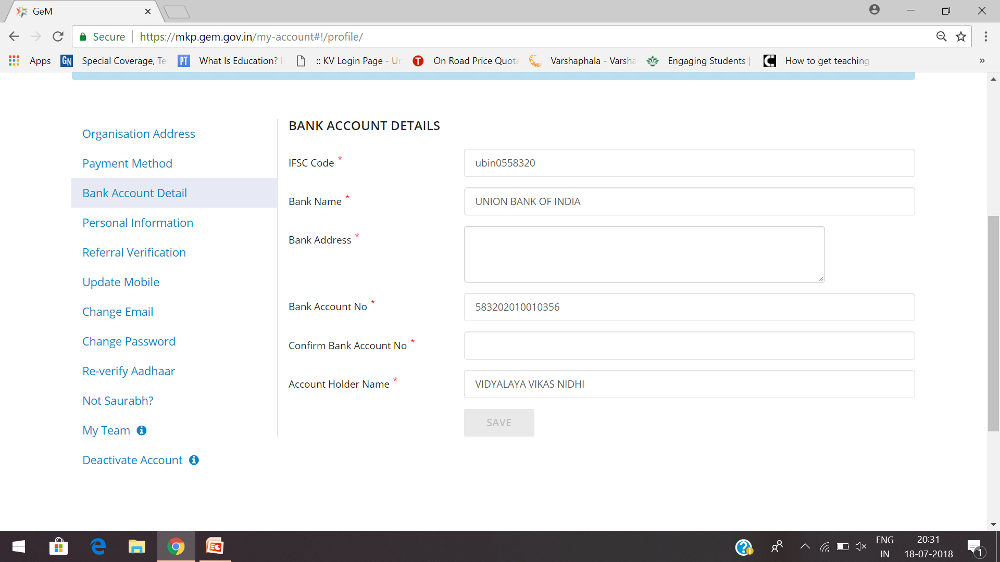 GeM
Secure https://mkp.gem.gov.in/my-account#!/profile/
Apps GN Special Coverage, Te PT What Is Education? :: KV Login Page - Un T On Road Price Quote Varshaphala - Varsha Engaging Students | How to get teaching »
BANK ACCOUNT DETAILS
Organisation Address
Payment Method
Bank Account Detail
Personal Information
Referral Verification
Update Mobile
Change Email
Change Password
Re-verify Aadhaar
Not Saurabh?
My Team
Deactivate Account
IFSC Code * ubin0558320
Bank Name * UNION BANK OF INDIA
Bank Address *
Bank Account No * 583202010010356
Confirm Bank Account No *
Account Holder Name * VIDYALAYA VIKAS NIDHI
SAVE
ENG 20:31
IN 18-07-2018 1